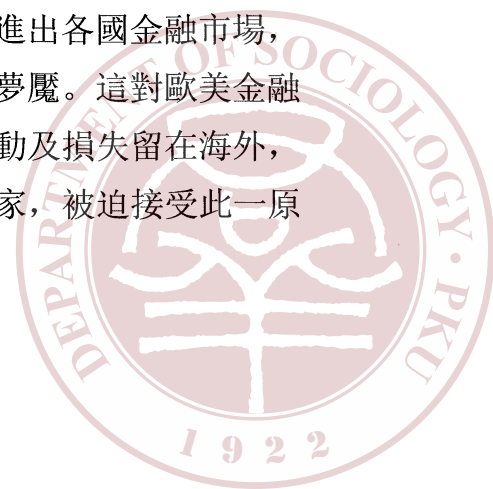 進出各國金融市場，
夢魘。這對歐美金融
動及損失留在海外，
家，被迫接受此一原
DEPARTMENT OF SOCIOLOGY · PKU
1922